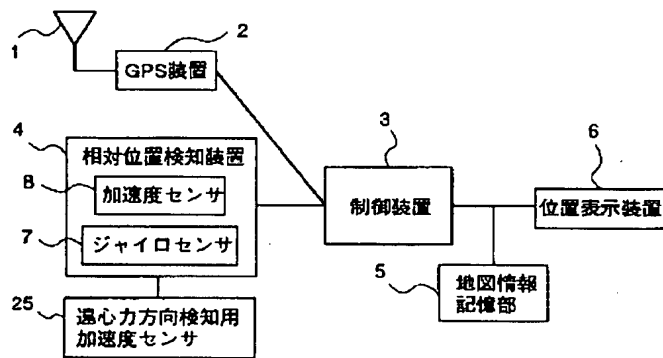 1
2
GPS装置
4
相対位置検知装置
8
加速度センサ
7
ジャイロセンサ
3
制御装置
6
位置表示装置
5
地図情報
記憶部
25
遠心力方向検知用
加速度センサ